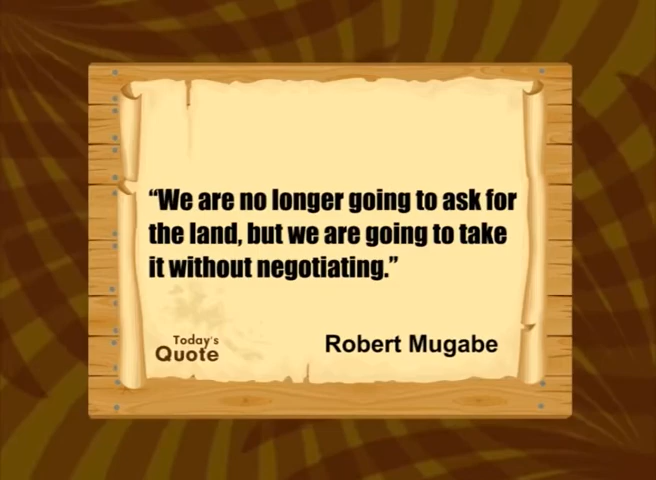 “We are no longer going to ask for
the land, but we are going to take
it without negotiating.”
Today's
Quote
Robert Mugabe